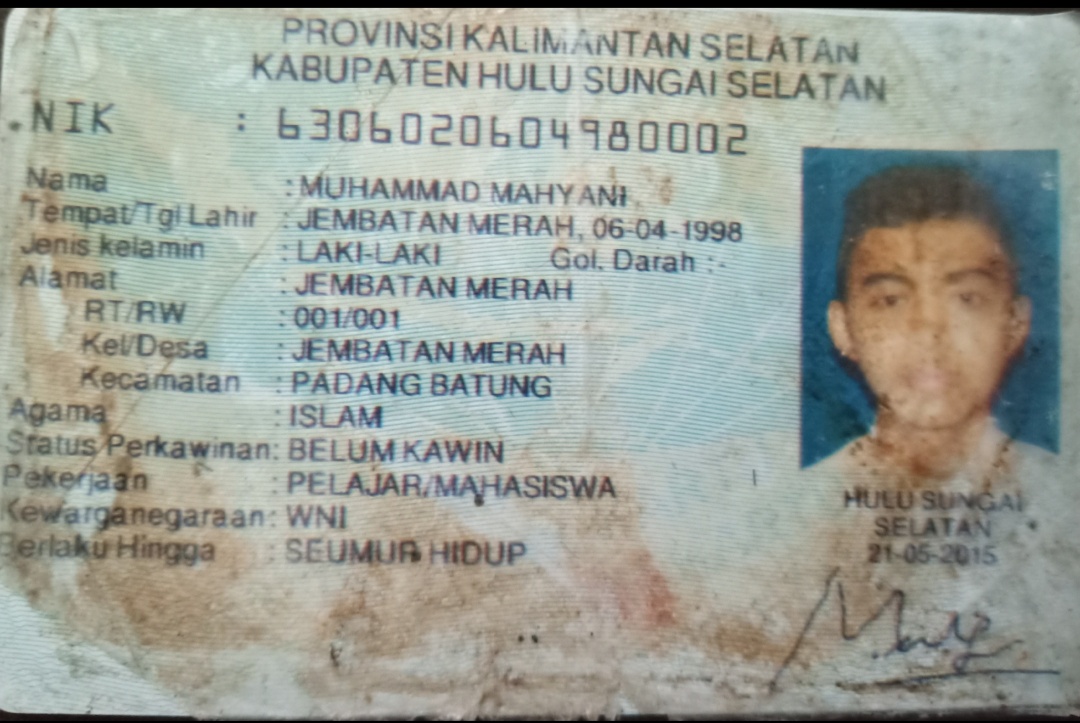 PROVINSI KALIMANTAN SELATAN
KABUPATEN HULU SUNGAI SELATAN
NIK : 6306020604980002
Nama : MUHAMMAD MAHYANI
Tempat/Tgl Lahir : JEMBATAN MERAH, 06-04-1998
Jenis kelamin : LAKI-LAKI Gol. Darah : -
Alamat : JEMBATAN MERAH
RT/RW : 001/001
Kel/Desa : JEMBATAN MERAH
Kecamatan : PADANG BATUNG
Agama : ISLAM
Status Perkawinan: BELUM KAWIN
Pekerjaan : PELAJAR/MAHASISWA
Kewarganegaraan: WNI
Berlaku Hingga : SEUMUR HIDUP
HULU SUNGAI
SELATAN
21-05-2015